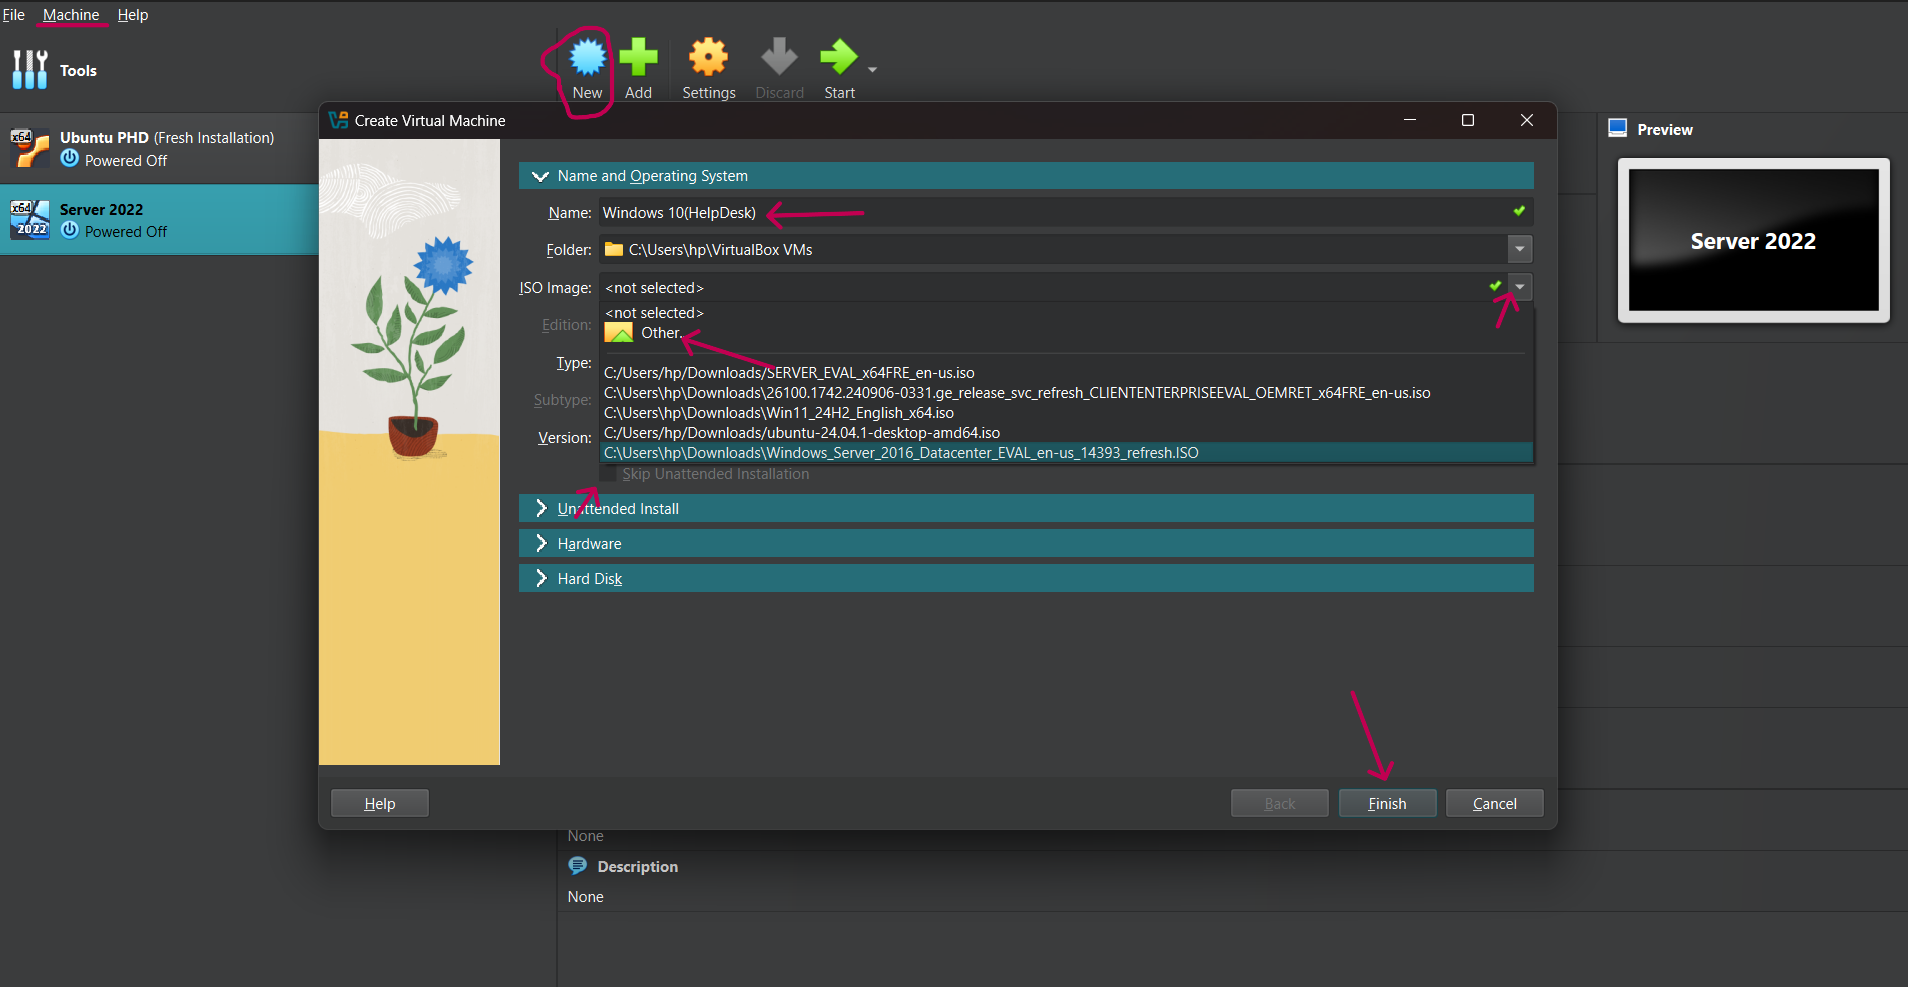 File Machine Help
Tools
New Add Settings Discard Start
x64
Ubuntu PHD (Fresh Installation)
Powered Off
x64
2022
Server 2022
Powered Off
Create Virtual Machine
Name and Operating System
Name: Windows 10(HelpDesk)
Folder: C:\Users\hp\VirtualBox VMs
ISO Image: <not selected>
<not selected>
Edition:
Other.
Type:
C:/Users/hp/Downloads/SERVER_EVAL_x64FRE_en-us.iso
C:\Users\hp\Downloads\26100.1742.240906-0331.ge_release_svc_refresh_CLIENTENTERPRISEEVAL_OEMRET_x64FRE_en-us.iso
Subtype:
C:\Users\hp\Downloads\Win11_24H2_English_x64.iso
C:/Users/hp/Downloads/ubuntu-24.04.1-desktop-amd64.iso
Version:
C:\Users\hp\Downloads\Windows_Server_2016_Datacenter_EVAL_en-us_14393_refresh.ISO
Skip Unattended Installation
Unattended Install
Hardware
Hard Disk
Help Back Finish Cancel
Preview
Server 2022
None
Description
None